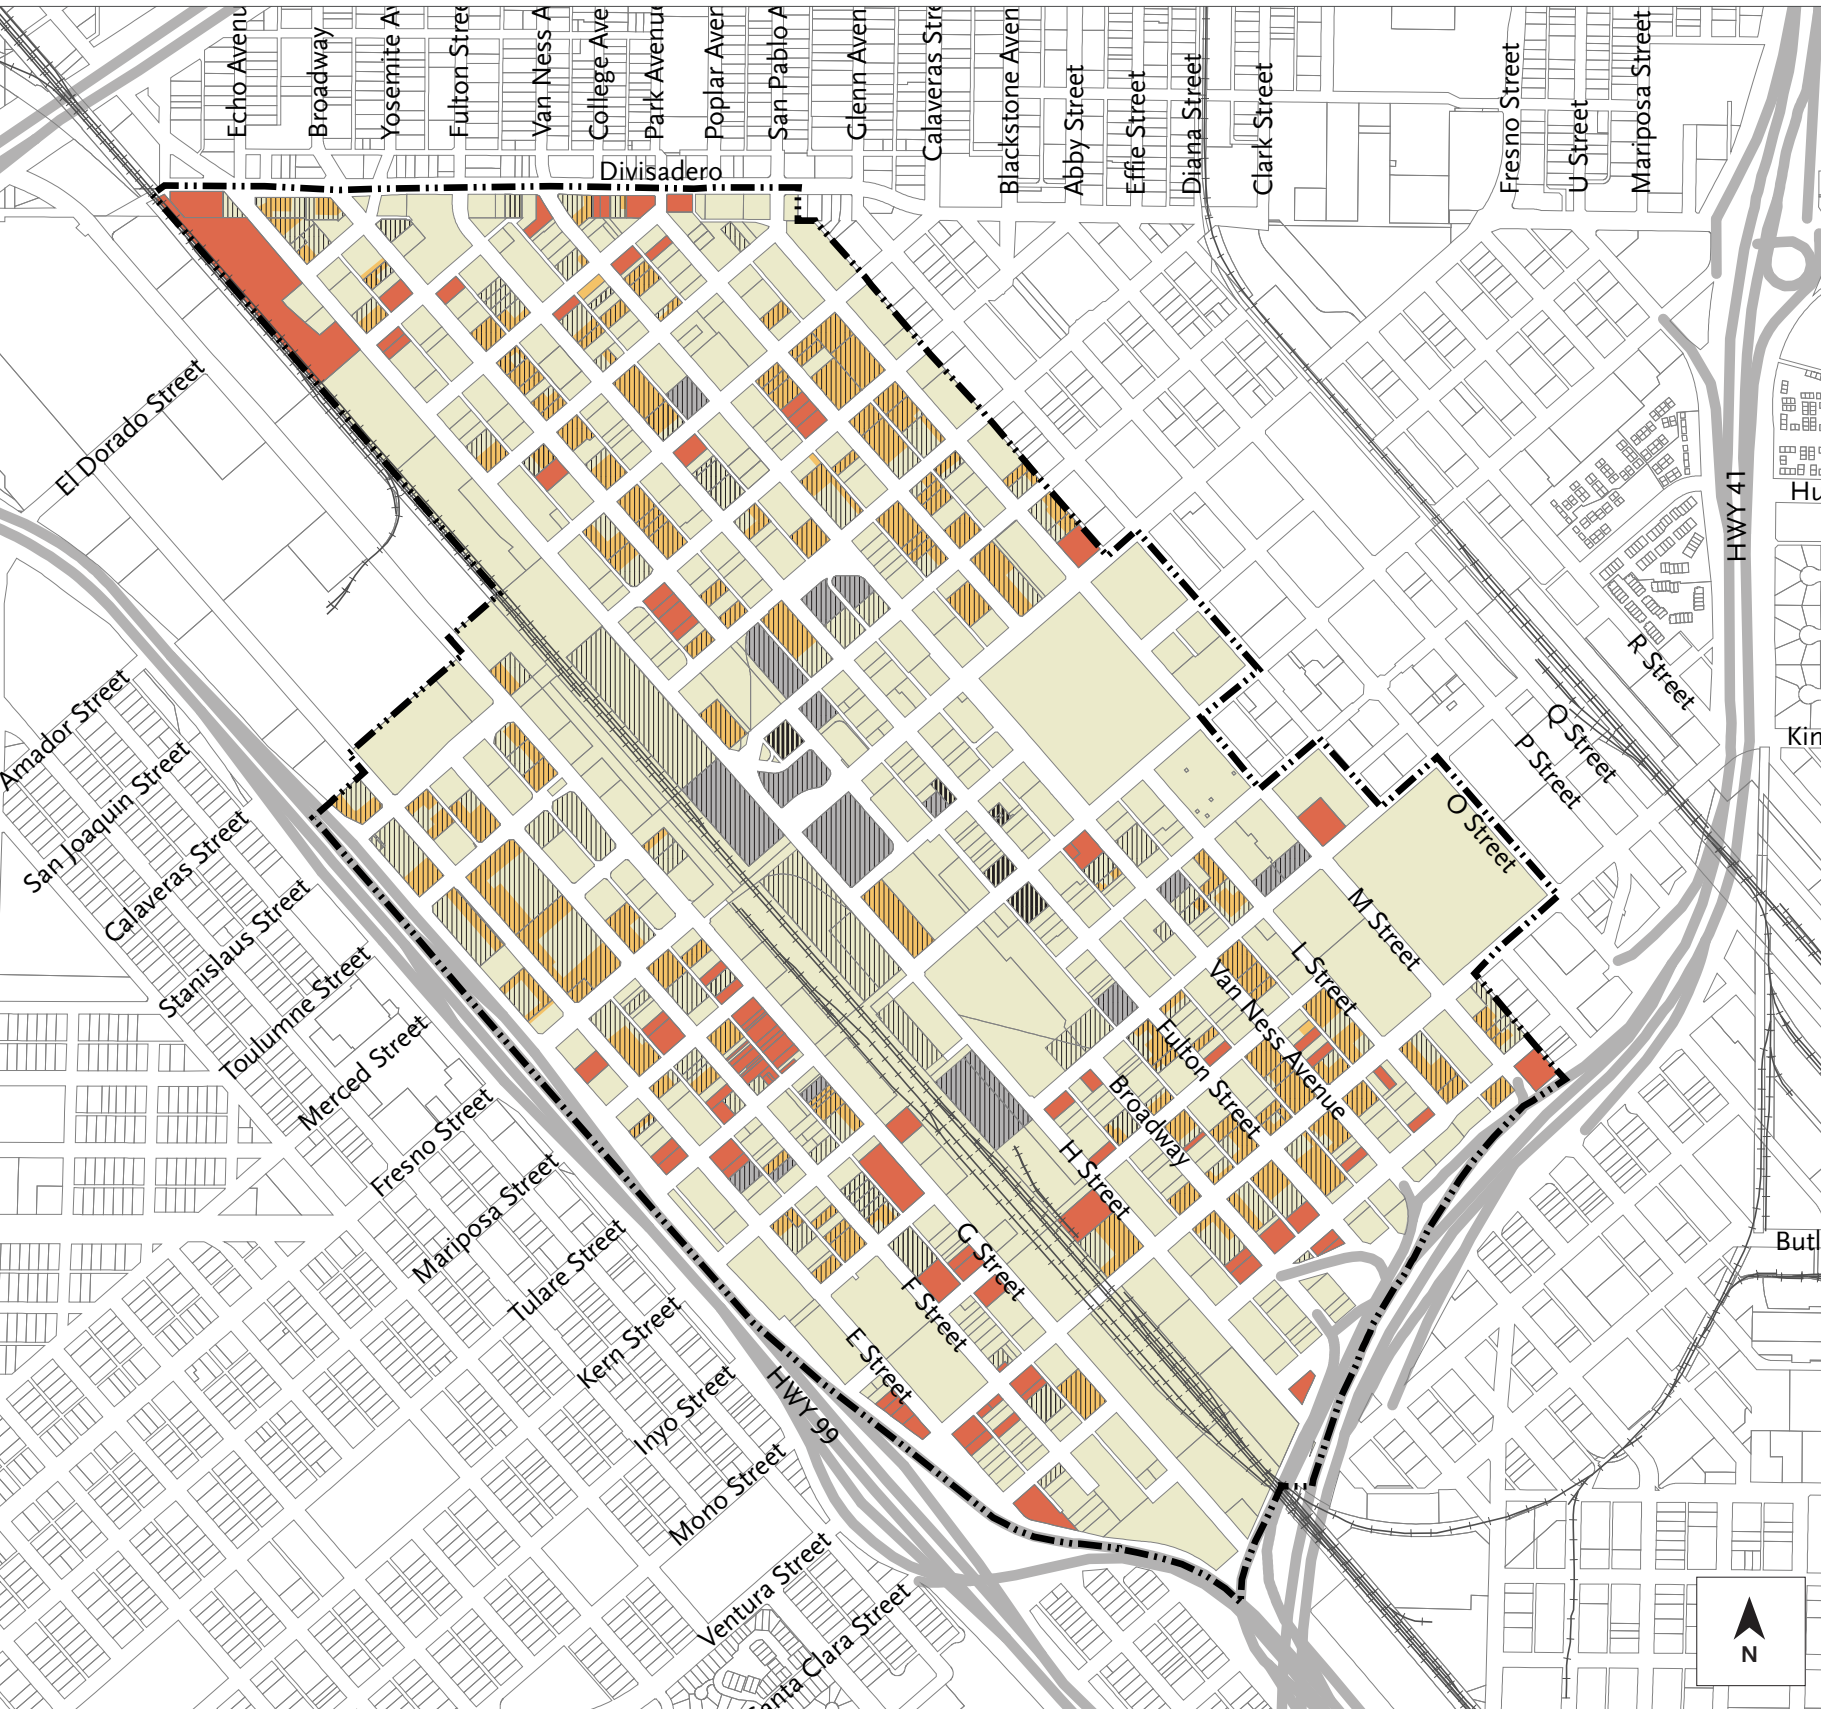 Echo Avenu
Broadway
Yosemite Av
Fulton Stree
Van Ness A
College Ave
Park Avenue
Poplar Aven
San Pablo A
Glenn Aven
Calaveras Stre
Blackstone Aven
Abby Street
Effie Street
Diana Street
Clark Street
Fresno Street
U Street
Mariposa Street
Divisadero
El Dorado Street
HWY 41
Hu
R Street
Q Street
P Street
Kin
O Street
Amador Street
San Joaquin Street
Calaveras Street
Stanislaus Street
Toulumne Street
Merced Street
Fresno Street
Mariposa Street
Tulare Street
Kern Street
Inyo Street
Mono Street
Ventura Street
Santa Clara Street
M Street
L Street
Van Ness Avenue
Fulton Street
Broadway
H Street
G Street
F Street
E Street
HWY 99
Butl
N